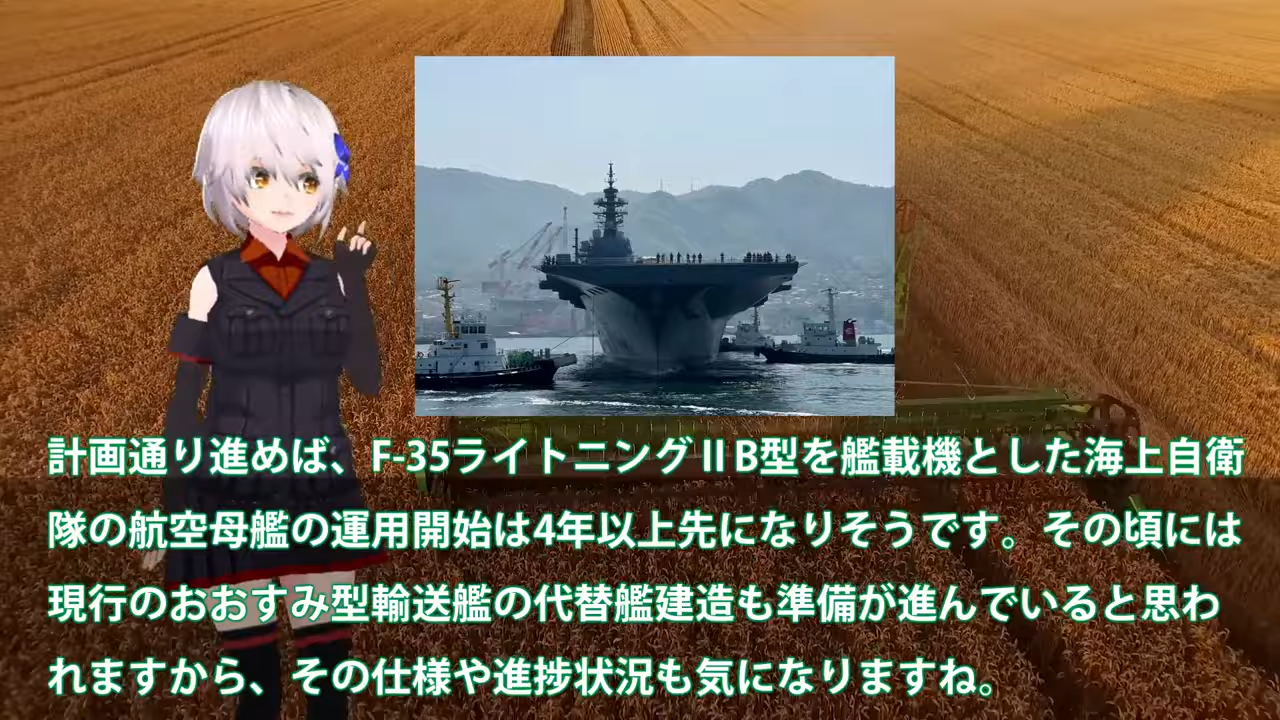 計画通り進めば、F-35ライトニングⅡB型を艦載機とした海上自衛
隊の航空母艦の運用開始は4年以上先になりそうです。その頃には
現行のおおすみ型輸送艦の代替艦建造も準備が進んでいると思わ
れますから、その仕様や進捗状況も気になりますね。